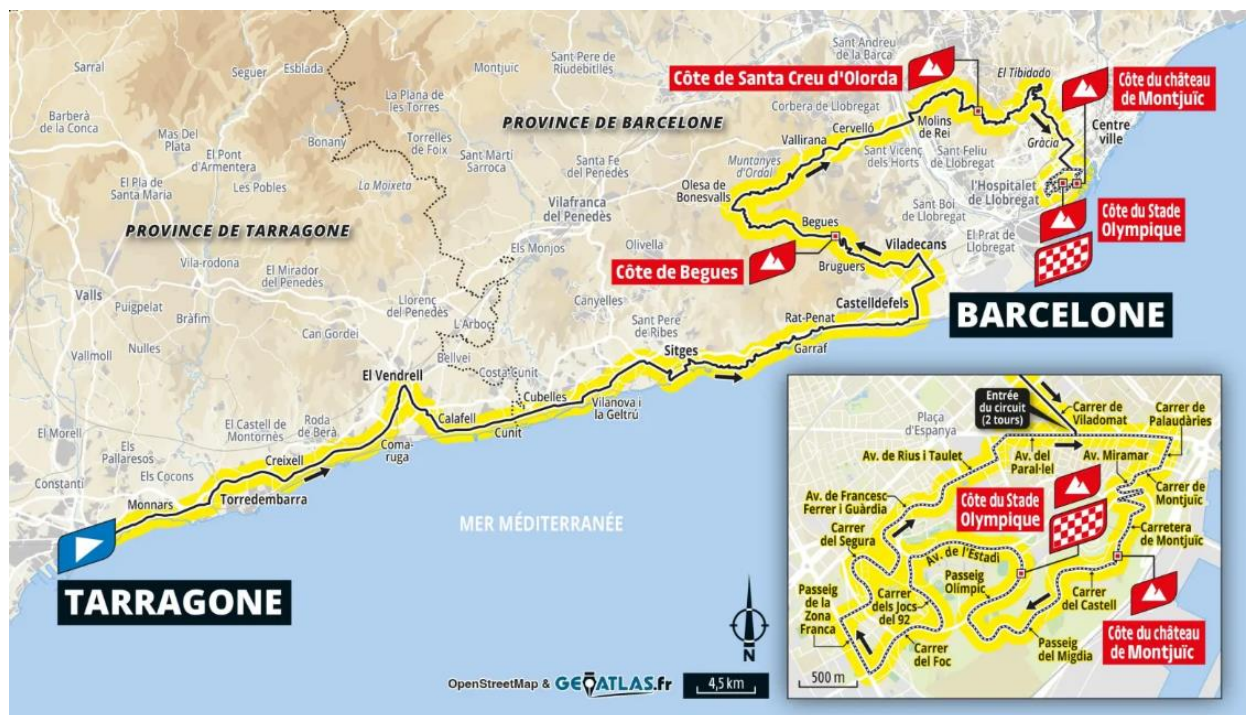 Sarral
Seguer
Esblada
Montjuic
Sant Pere de
Riudebitlles
Sant Andreu
de la Barca
El Tibidado
Côte de Santa Creu d'Olorda
Côte du château
de Montjuïc
Barberà
de la Conca
La Plana de
les Torres
Corbera de Llobregat
PROVINCE DE BARCELONE
Mas Del
Plata
Bonany
Torrelles
de Foix
Cervelló
Vallirana
Molins
de Rei
Gràcia
Centre
ville
El Pont
d'Armentera
Sant Martí
Sarroca
Santa Fe
del Penedès
Muntanyes
d'Ordal
Sant Vicenç
dels Horts
Sant-Feliu
de Llobregat
El Pla de
Santa Maria
Les Pobles
La Moixeta
Olesa de
Bonesvalls
l'Hospitalet
de Llobregat
Vilafranca
del Penedès
Sant Boi
de Llobregat
PROVINCE DE TARRAGONE
Begues
Côte du Stade
Olympique
Els Monjos
Olivella
Viladecans
El Prat de
Llobregat
Vila-rodona
El Mirador
del Penedès
Côte de Begues
Bruguers
Valls
Puigpelat
Bràfim
Llorenç
del Penedès
Canyelles
Castelldefels
BARCELONE
Can Gordei
L'Arboç
Sant Pere
de Ribes
Rat-Penat
Vallmoll
Nulles
Bellvei
Sitges
Garraf
El Vendrell
Costa Cunit
Cubelles
Vilanova i
la Geltrú
El Castell de
Montornès
Roda
de Berà
Calafell
Cunit
El Morell
Els
Pallaresos
Creixell
Coma-
ruga
Els Cocons
Constanti
Torredembarra
Monnars
MER MÉDITERRANÉE
TARRAGONE
N
OpenStreetMap & GEOATLAS.fr
4,5 km
Entrée
du circuit
(2 tours)
Carrer de
Viladomat
Carrer de
Palaudàries
Plaça
d'Espanya
Av. de Rius i Taulet
Av. del
Paral·lel
Av. Miramar
Av. de Francesc
Ferrer i Guàrdia
Côte du Stade
Olympique
Carrer de
Montjuïc
Carrer
del Segura
Carretera
de Montjuïc
Av. de l'Estadi
Passeig
de la
Zona
Franca
Passeig
Olímpic
Carrer
dels Jocs
del 92
Carrer
del Castell
Carrer
del Foc
Passeig
del Migdia
Côte du château
de Montjuïc
500 m